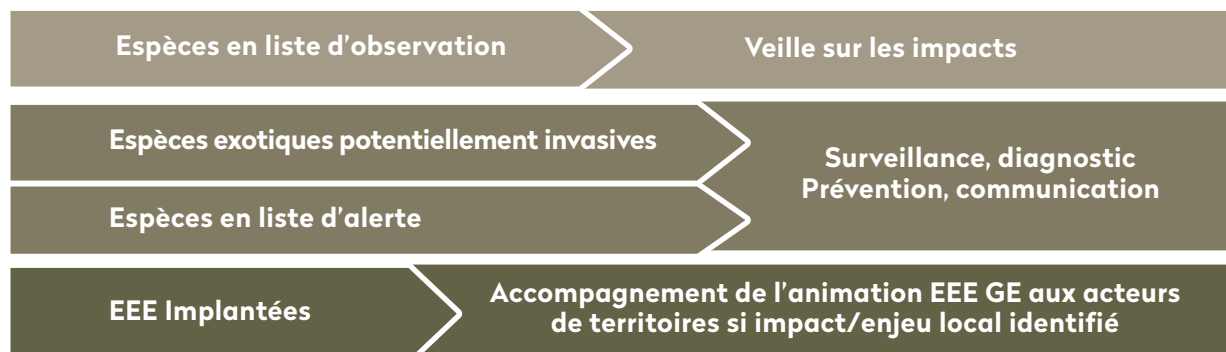 Espèces en liste d’observation
Veille sur les impacts
Espèces exotiques potentiellement invasives
Espèces en liste d’alerte
Surveillance, diagnostic
Prévention, communication
EEE Implantées
Accompagnement de l’animation EEE GE aux acteurs
de territoires si impact/enjeu local identifié